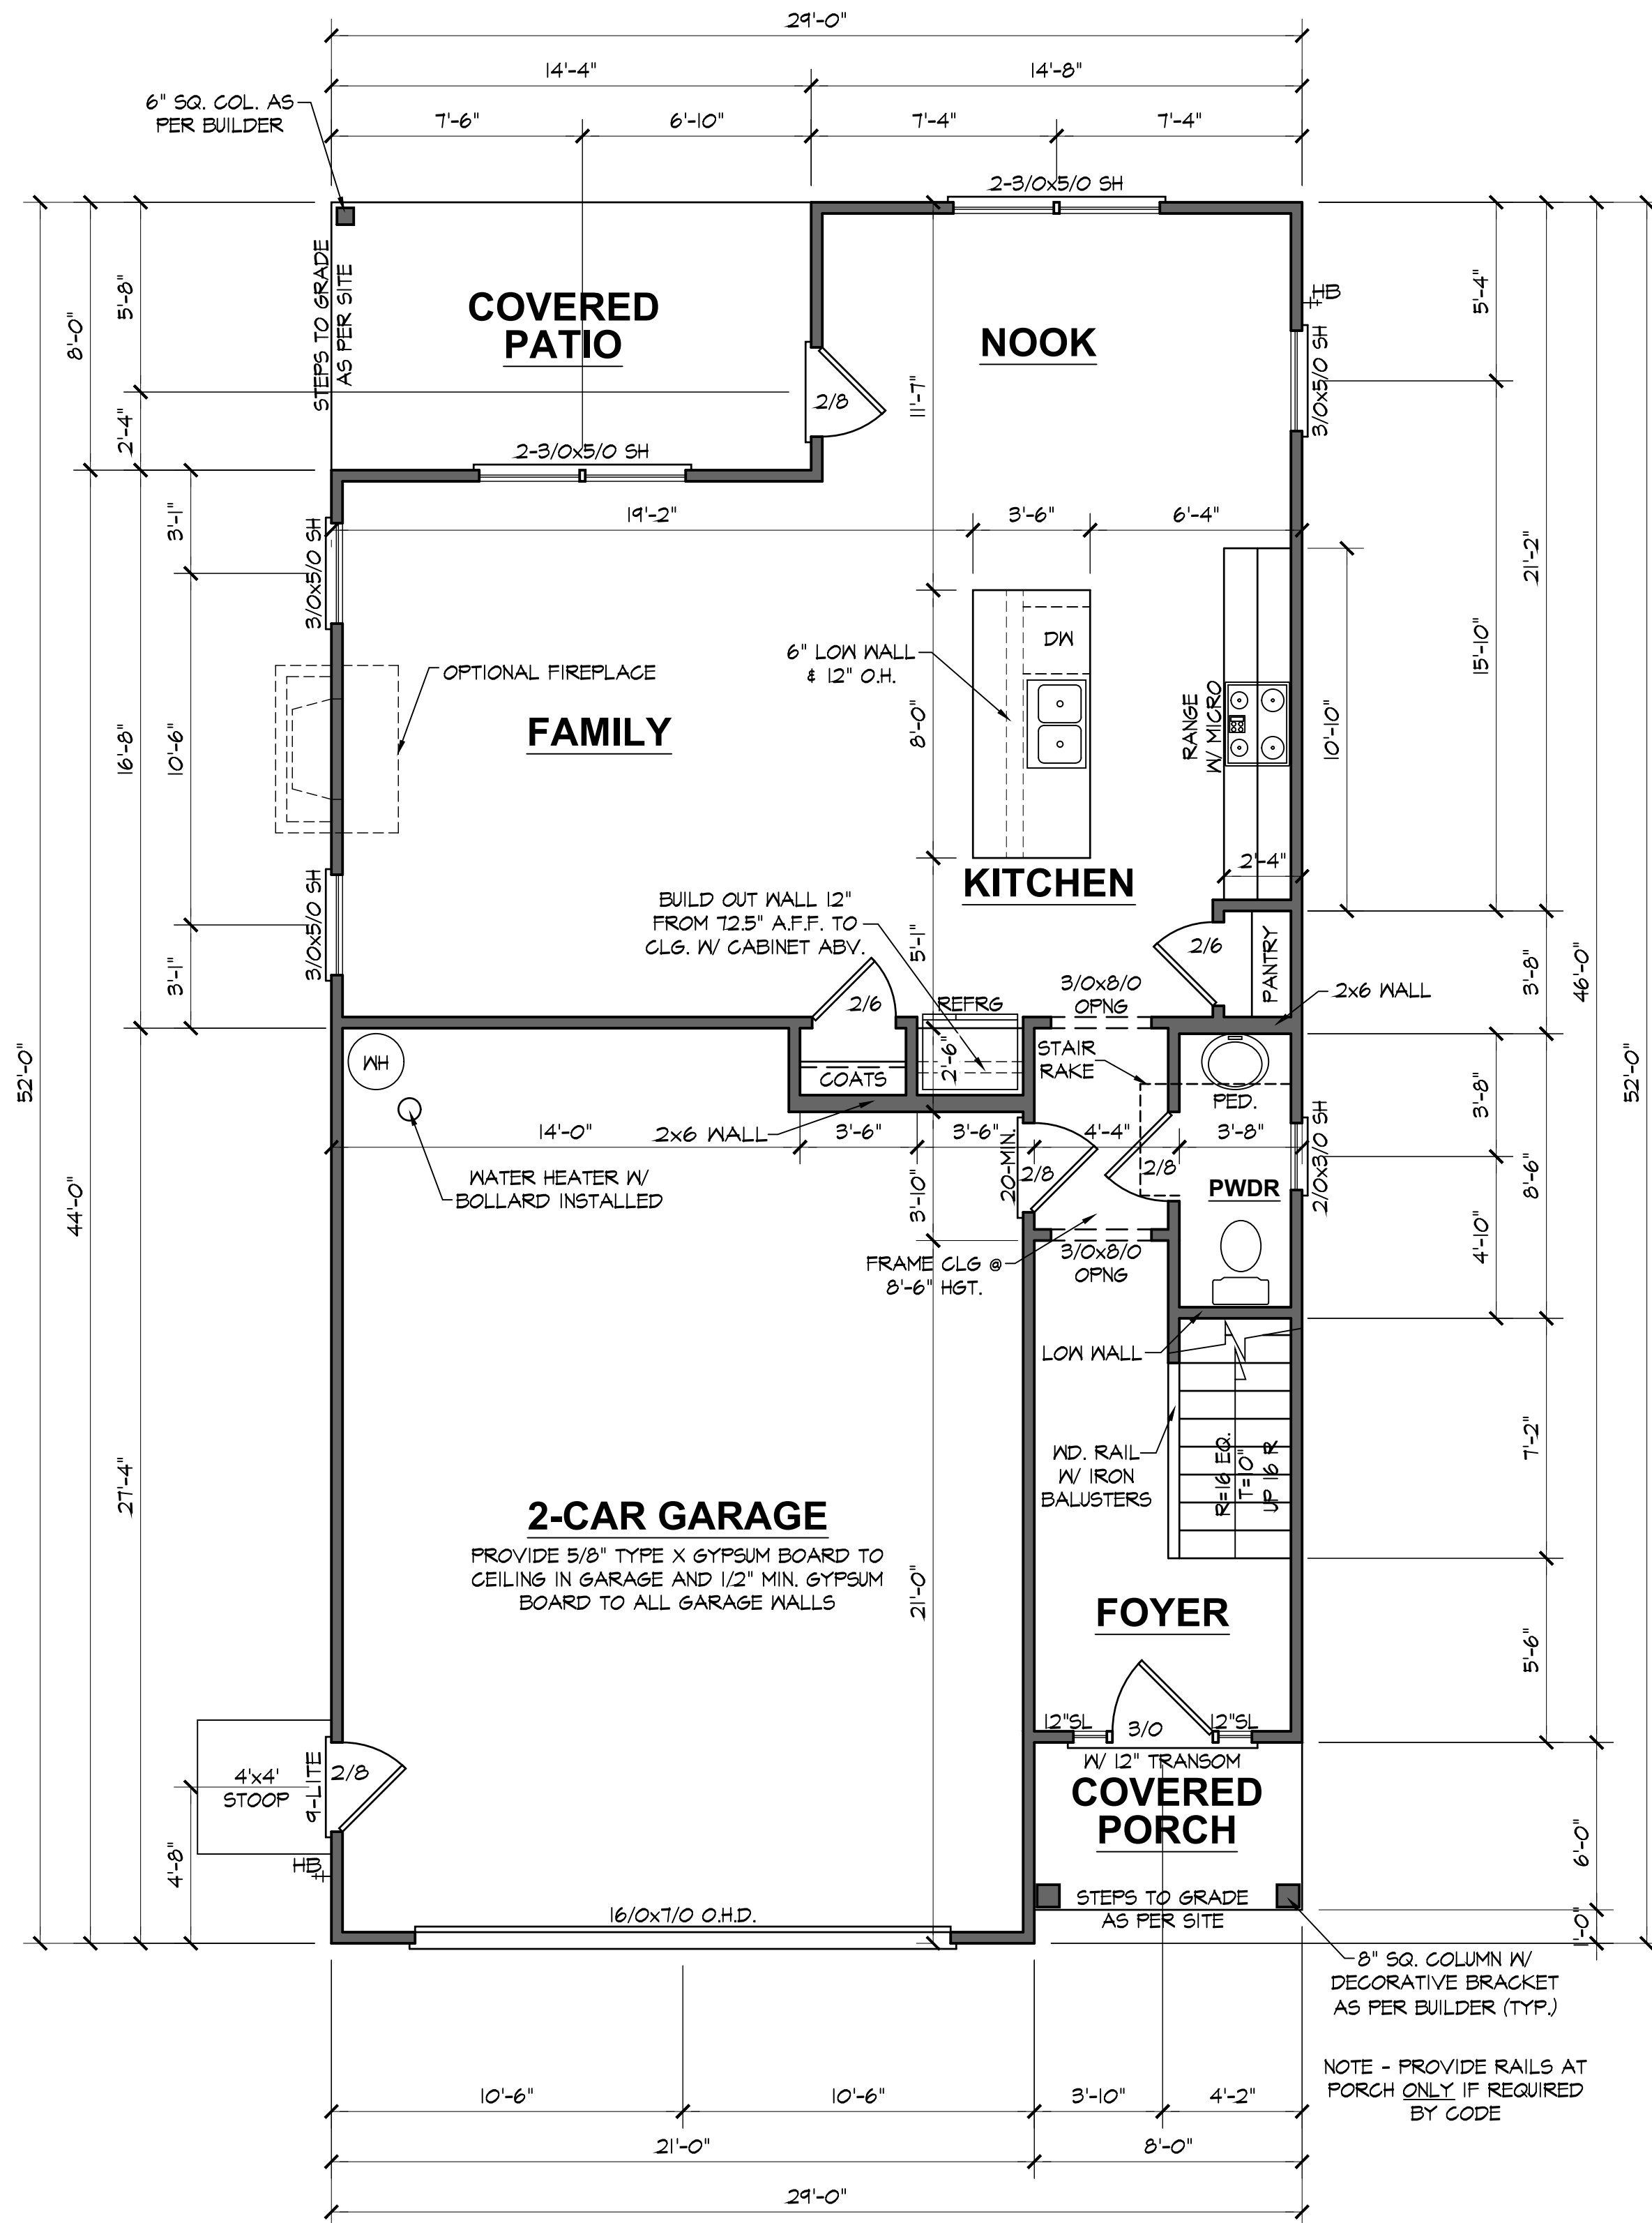 29'-0"
14'-4"
14'-8"
6" SQ. COL. AS
PER BUILDER
7'-6"
6'-10"
7'-4"
7'-4"
2-3/0x5/0 SH
STEPS TO GRADE
AS PER SITE
COVERED
PATIO
NOOK
HB
3/0x5/0 SH
5'-4"
5'-8"
8'-0"
2'-4"
2/8
11'-7"
2-3/0x5/0 SH
19'-2"
3'-6"
6'-4"
3'-1"
3/0x5/0 SH
21'-2"
15'-10"
OPTIONAL FIREPLACE
6" LOW WALL
& 12" O.H.
DW
FAMILY
8'-0"
RANGE
W/ MICRO
10'-10"
16'-8"
10'-6"
2'-4"
KITCHEN
BUILD OUT WALL 12"
FROM 72.5" A.F.F. TO
CLG. W/ CABINET ABV.
5'-1"
3/0x5/0 SH
3'-1"
2/6
PANTRY
3'-8"
46'-0"
2x6 WALL
2/6
REFRG
3/0x8/0
OPNG
52'-0"
52'-0"
WH
COATS
2'-6"
STAIR
RAKE
PED.
3'-8"
14'-0"
2x6 WALL
3'-6"
3'-6"
4'-4"
3'-8"
20-MIN.
2/8
2/8
2/0x3/0 SH
PWDR
8'-6"
WATER HEATER W/
BOLLARD INSTALLED
3'-10"
44'-0"
4'-10"
FRAME CLG @
8'-6" HGT.
3/0x8/0
OPNG
LOW WALL
27'-4"
WD. RAIL
W/ IRON
BALUSTERS
R=16 EQ.
T=10"
UP 16 R
7'-2"
2-CAR GARAGE
PROVIDE 5/8" TYPE X GYPSUM BOARD TO
CEILING IN GARAGE AND 1/2" MIN. GYPSUM
BOARD TO ALL GARAGE WALLS
21'-0"
FOYER
5'-6"
12"SL
3/0
12"SL
W/ 12" TRANSOM
4'x4'
STOOP
9-LITE
2/8
COVERED
PORCH
4'-8"
HB
6'-0"
STEPS TO GRADE
AS PER SITE
16/0x7/0 O.H.D.
1'-0"
8" SQ. COLUMN W/
DECORATIVE BRACKET
AS PER BUILDER (TYP.)
NOTE - PROVIDE RAILS AT
PORCH ONLY IF REQUIRED
BY CODE
10'-6"
10'-6"
3'-10"
4'-2"
21'-0"
8'-0"
29'-0"